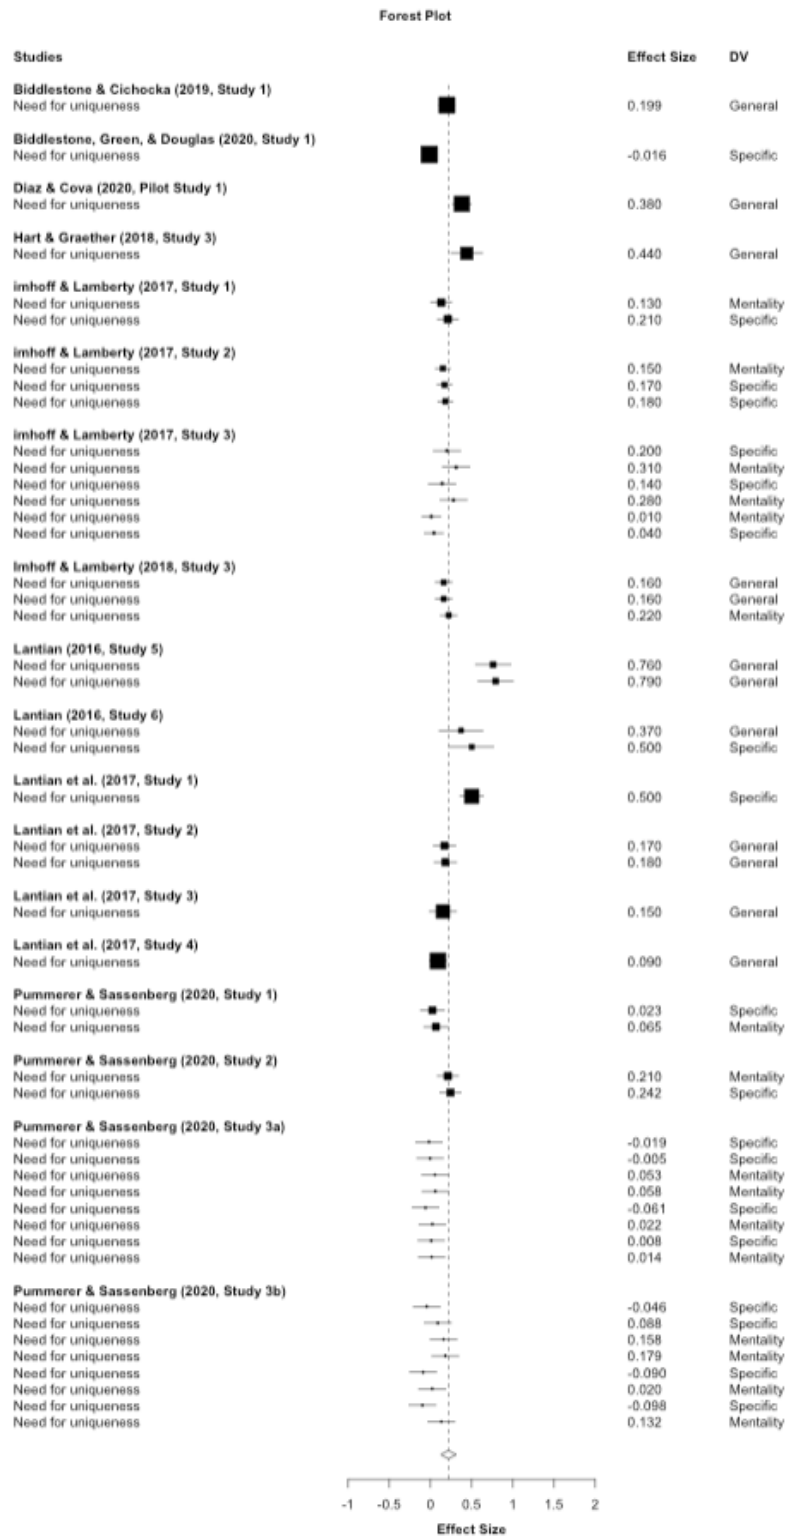 Forest Plot
Studies Effect Size DV
Biddlestone & Cichocka (2019, Study 1)
Need for uniqueness 0.199 General
Biddlestone, Green, & Douglas (2020, Study 1)
Need for uniqueness -0.016 Specific
Diaz & Cova (2020, Pilot Study 1)
Need for uniqueness 0.380 General
Hart & Graether (2018, Study 3)
Need for uniqueness 0.440 General
imhoff & Lamberty (2017, Study 1)
Need for uniqueness 0.130 Mentality
Need for uniqueness 0.210 Specific
imhoff & Lamberty (2017, Study 2)
Need for uniqueness 0.150 Mentality
Need for uniqueness 0.170 Specific
Need for uniqueness 0.180 Specific
imhoff & Lamberty (2017, Study 3)
Need for uniqueness 0.200 Specific
Need for uniqueness 0.310 Mentality
Need for uniqueness 0.140 Specific
Need for uniqueness 0.280 Mentality
Need for uniqueness 0.010 Mentality
Need for uniqueness 0.040 Specific
Imhoff & Lamberty (2018, Study 3)
Need for uniqueness 0.160 General
Need for uniqueness 0.160 General
Need for uniqueness 0.220 Mentality
Lantian (2016, Study 5)
Need for uniqueness 0.760 General
Need for uniqueness 0.790 General
Lantian (2016, Study 6)
Need for uniqueness 0.370 General
Need for uniqueness 0.500 Specific
Lantian et al. (2017, Study 1)
Need for uniqueness 0.500 Specific
Lantian et al. (2017, Study 2)
Need for uniqueness 0.170 General
Need for uniqueness 0.180 General
Lantian et al. (2017, Study 3)
Need for uniqueness 0.150 General
Lantian et al. (2017, Study 4)
Need for uniqueness 0.090 General
Pummerer & Sassenberg (2020, Study 1)
Need for uniqueness 0.023 Specific
Need for uniqueness 0.065 Mentality
Pummerer & Sassenberg (2020, Study 2)
Need for uniqueness 0.210 Mentality
Need for uniqueness 0.242 Specific
Pummerer & Sassenberg (2020, Study 3a)
Need for uniqueness -0.019 Specific
Need for uniqueness -0.005 Specific
Need for uniqueness 0.053 Mentality
Need for uniqueness 0.058 Mentality
Need for uniqueness -0.061 Specific
Need for uniqueness 0.022 Mentality
Need for uniqueness 0.008 Specific
Need for uniqueness 0.014 Mentality
Pummerer & Sassenberg (2020, Study 3b)
Need for uniqueness -0.046 Specific
Need for uniqueness 0.088 Specific
Need for uniqueness 0.158 Mentality
Need for uniqueness 0.179 Mentality
Need for uniqueness -0.090 Specific
Need for uniqueness 0.020 Mentality
Need for uniqueness -0.098 Specific
Need for uniqueness 0.132 Mentality
-1 -0.5 0 0.5 1 1.5 2
Effect Size